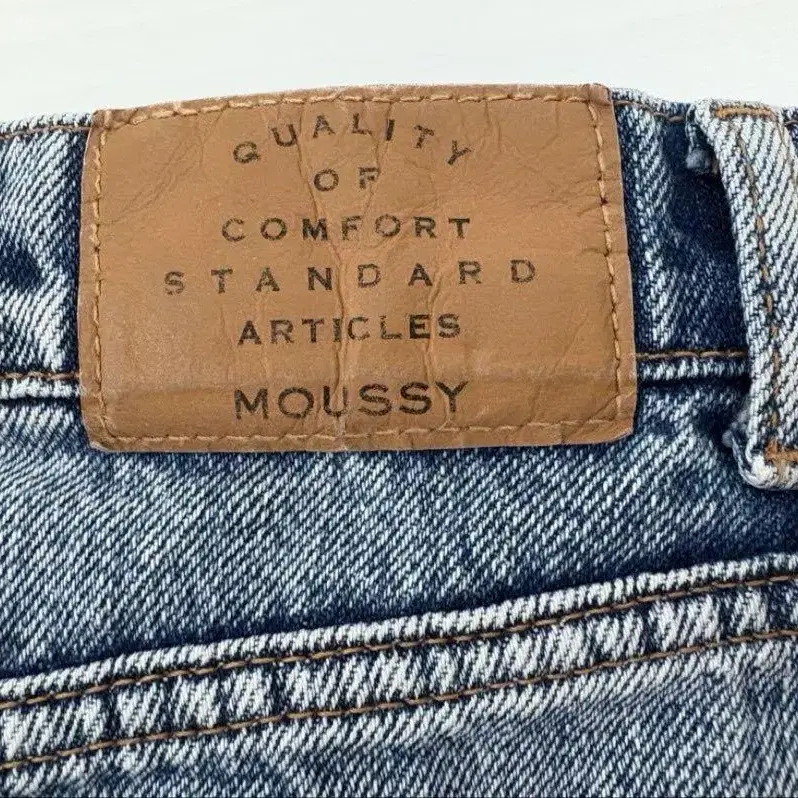 QUALITY
OF
COMFORT
STANDARD
ARTICLES
MOUSSY